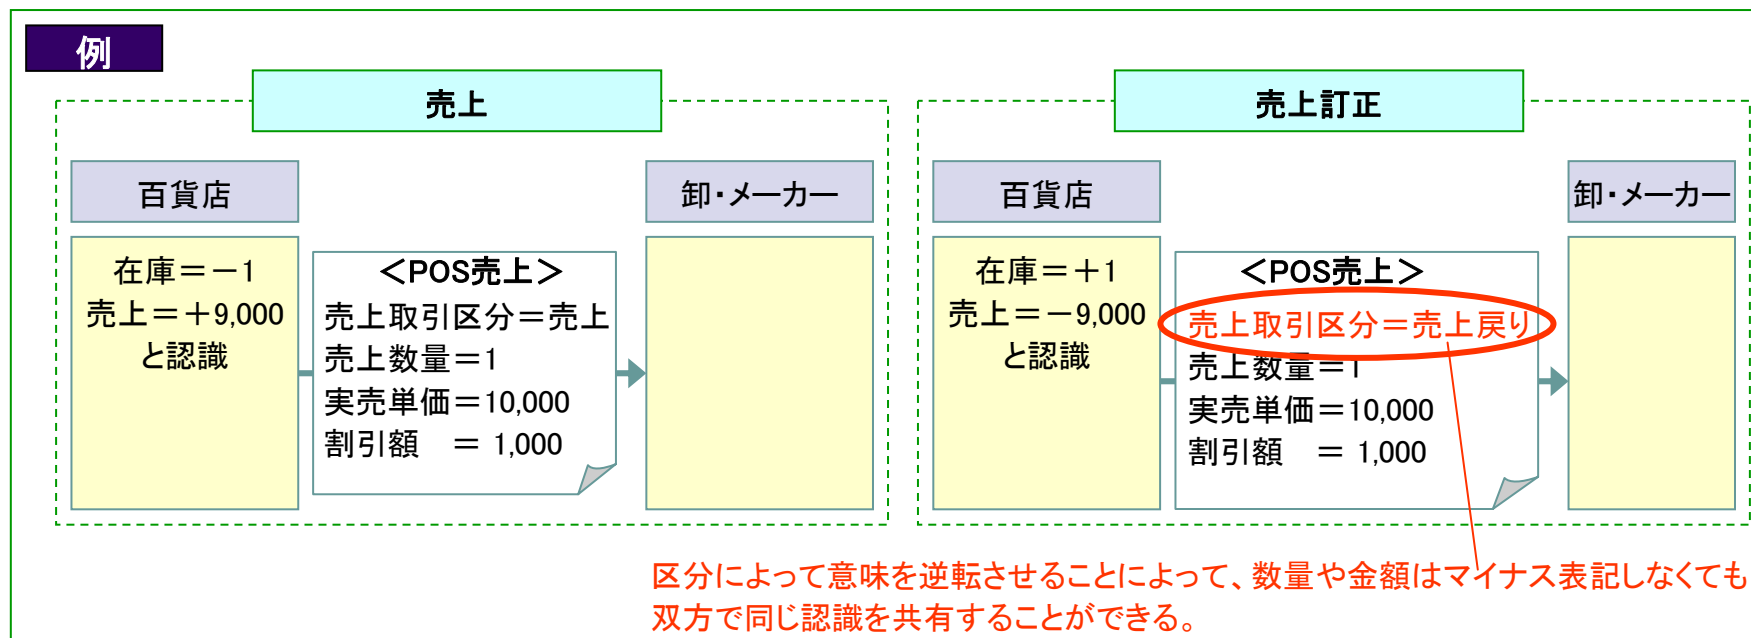 例
売上
百貨店
卸・メーカー
在庫＝－1
売上＝＋9,000
と認識
＜POS売上＞
売上取引区分＝売上
売上数量＝1
実売単価＝10,000
割引額　＝ 1,000
売上訂正
百貨店
卸・メーカー
在庫＝＋1
売上＝－9,000
と認識
＜POS売上＞
売上取引区分＝売上戻り
売上数量＝1
実売単価＝10,000
割引額　＝ 1,000
区分によって意味を逆転させることによって、数量や金額はマイナス表記しなくても
双方で同じ認識を共有することができる。